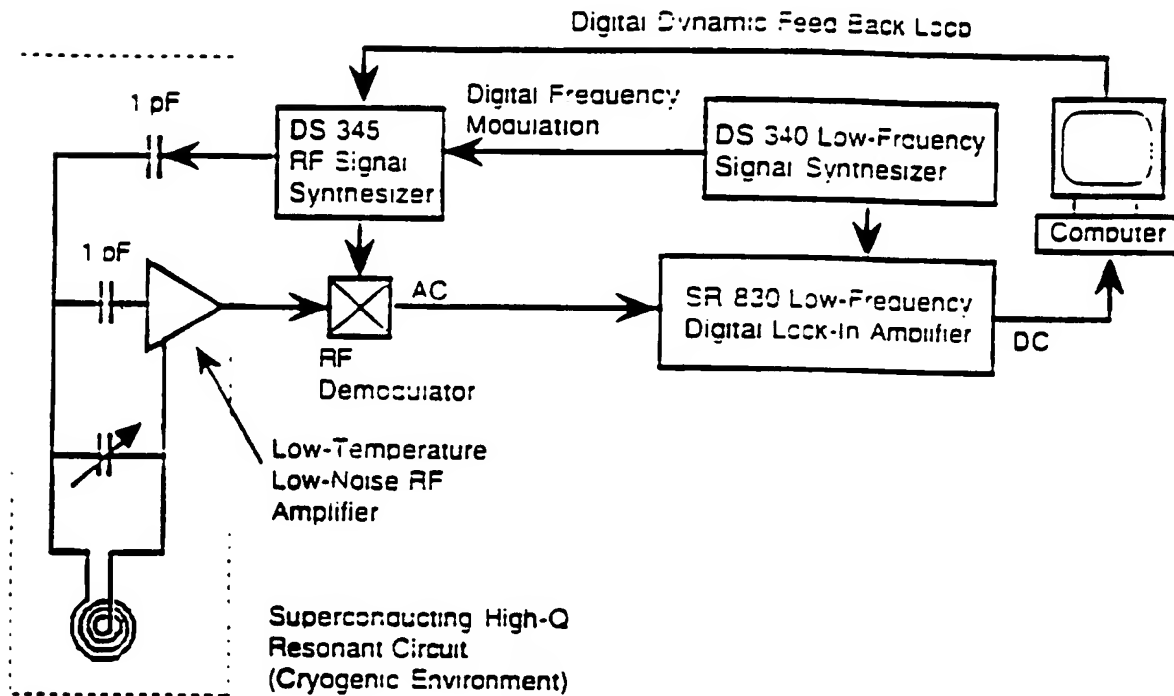 Digital Dynamic Feed Back Loop
1 pF
DS 345
RF Signal
Synthesizer
Digital Frequency
Modulation
DS 340 Low-Frquency
Signal Synthesizer
Computer
1 pF
AC
SR 830 Low-Frequency
Digital Lock-In Amplifier
DC
RF
Demodulator
Low-Temperature
Low-Noise RF
Amplifier
Superconducting High-Q
Resonant Circuit
(Cryogenic Environment)